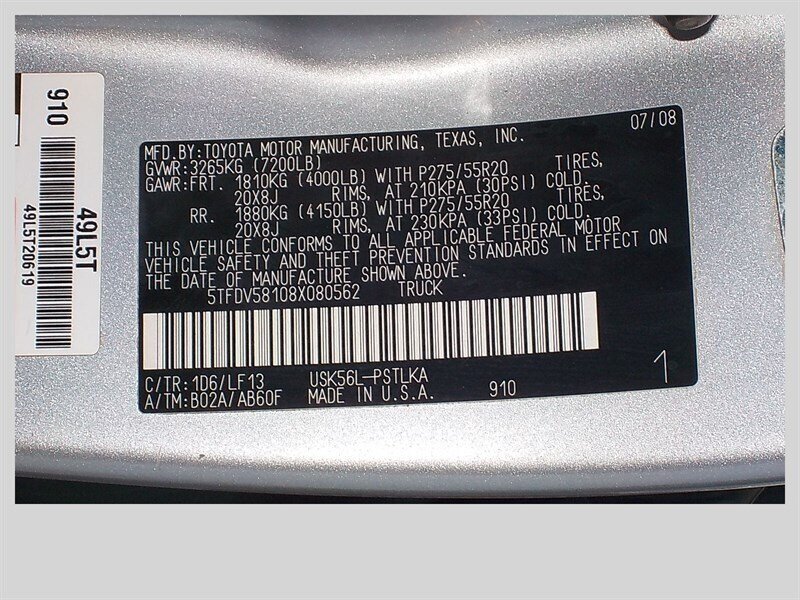 910
49L5T
49L5T20619
07/08
MFD.BY:TOYOTA MOTOR MANUFACTURING, TEXAS, INC.
GVWR:3265KG (7200LB)
GAWR:FRT. 1810KG (4000LB) WITH P275/55R20 TIRES,
20X8J RIMS, AT 210KPA (30PSI) COLD.
RR. 1880KG (4150LB) WITH P275/55R20 TIRES,
20X8J RIMS, AT 230KPA (33PSI) COLD.
THIS VEHICLE CONFORMS TO ALL APPLICABLE FEDERAL MOTOR
VEHICLE SAFETY AND THEFT PREVENTION STANDARDS IN EFFECT ON
THE DATE OF MANUFACTURE SHOWN ABOVE.
5TFDV58108X080562 TRUCK
C/TR:1D6/LF13 USK56L-PSTLKA
A/TM:B02A/AB60F MADE IN U.S.A. 910
1